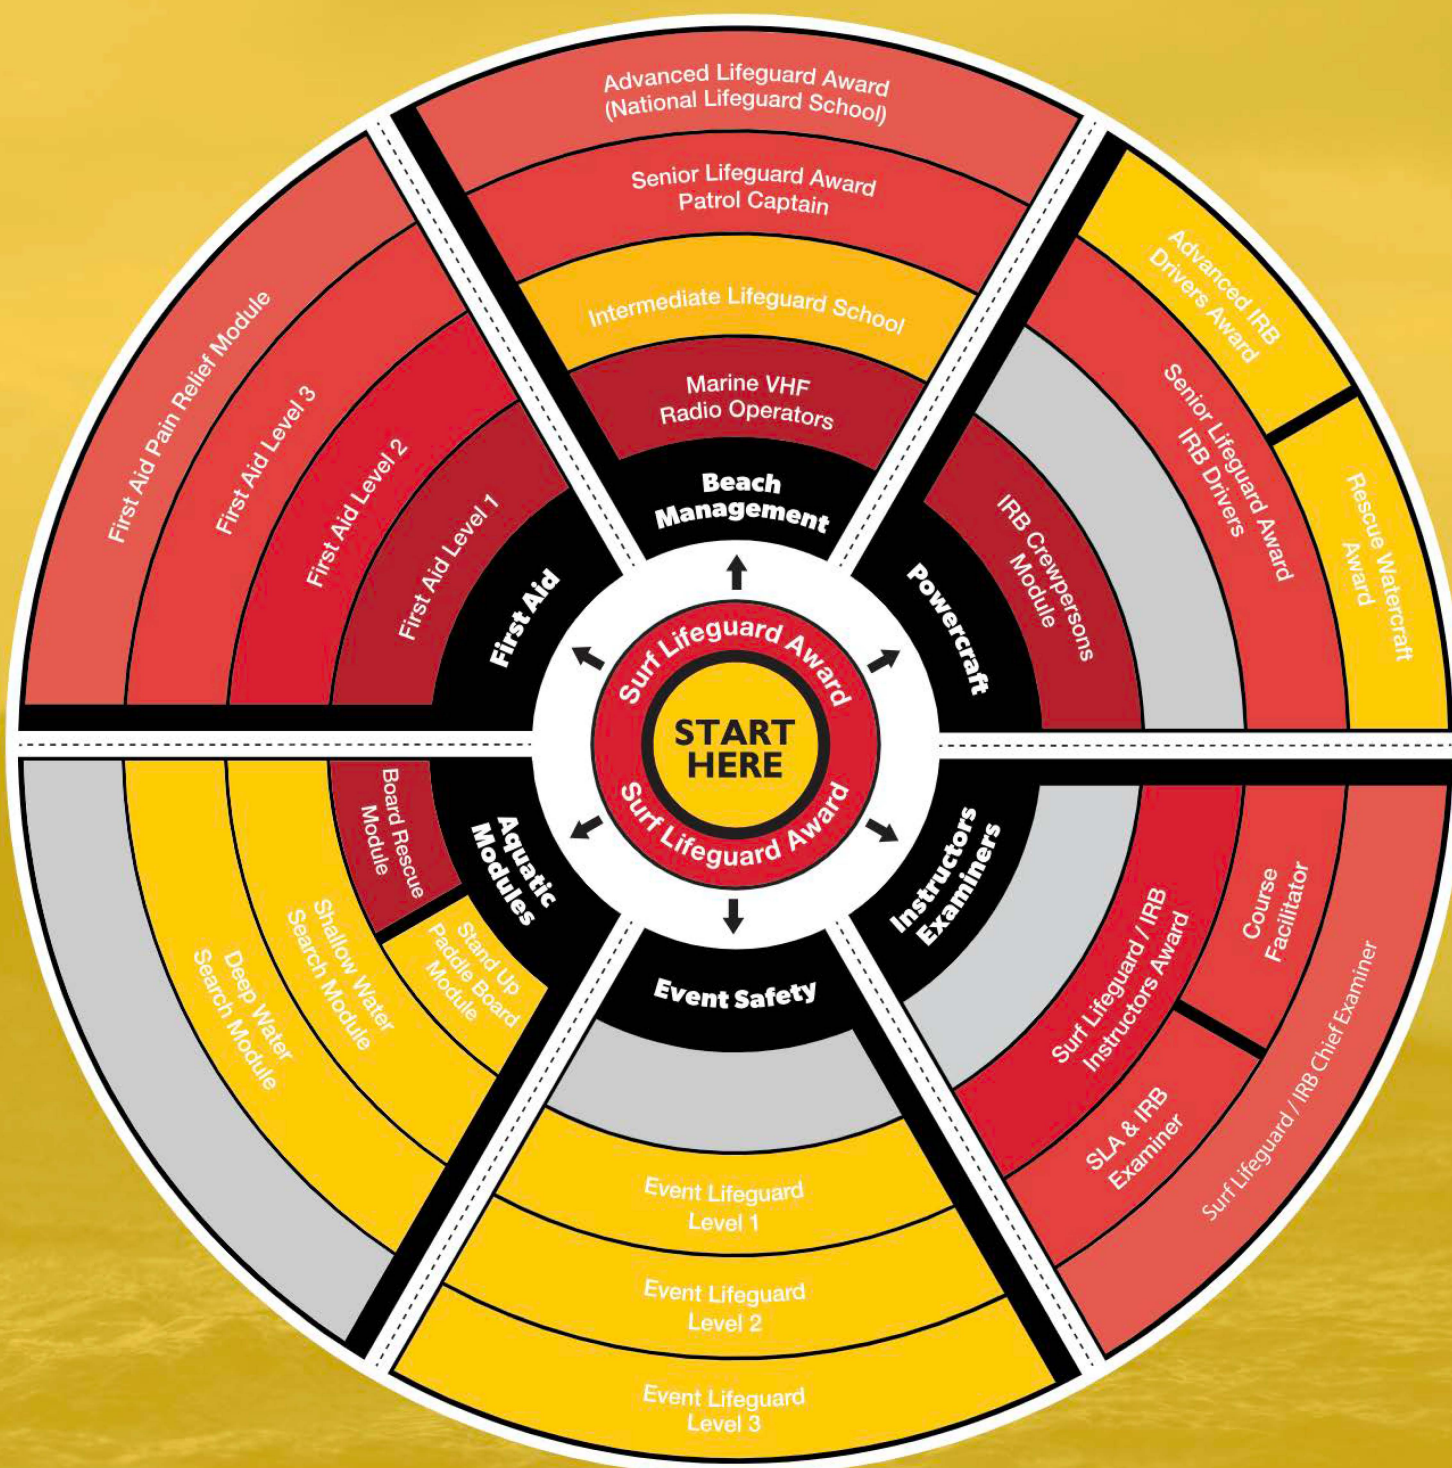 Advanced Lifeguard Award
(National Lifeguard School)
Senior Lifeguard Award
Patrol Captain
Intermediate Lifeguard School
Marine VHF
Radio Operators
Beach
Management
Advanced IRB
Drivers Award
Rescue Watercraft
Award
Senior Lifeguard Award
IRB Drivers
IRB Crewpersons
Module
Powercraft
Instructors
Examiners
Surf Lifeguard / IRB
Instructors Award
Course
Facilitator
SLA & IRB
Examiner
Surf Lifeguard / IRB Chief Examiner
Event Safety
Event Lifeguard
Level 1
Event Lifeguard
Level 2
Event Lifeguard
Level 3
Aquatic
Modules
Board Rescue
Module
Stand Up
Paddle Board
Module
Shallow Water
Search Module
Deep Water
Search Module
First Aid
First Aid Level 1
First Aid Level 2
First Aid Level 3
First Aid Pain Relief Module
Surf Lifeguard Award
START
HERE
Surf Lifeguard Award